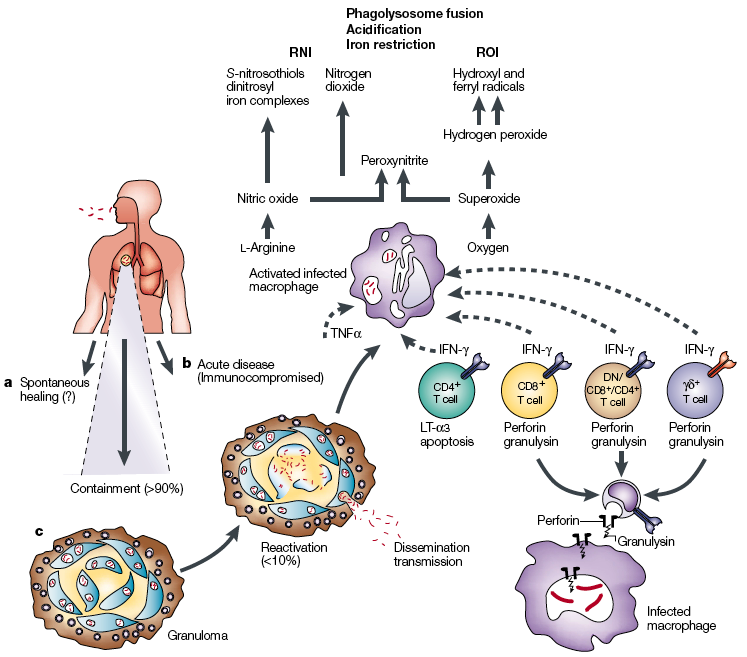 Phagolysosome fusion
Acidification
Iron restriction
RNI
ROI
S-nitrosothiols
dinitrosyl
iron complexes
Nitrogen
dioxide
Hydroxyl and
ferryl radicals
Hydrogen peroxide
Peroxynitrite
Nitric oxide
Superoxide
L-Arginine
Oxygen
Activated infected
macrophage
TNFα
IFN-γ
IFN-γ
IFN-γ
IFN-γ
CD4+
T cell
CD8+
T cell
DN/
CD8+/CD4+
T cell
γδ+
T cell
LT-α3
apoptosis
Perforin
granulysin
Perforin
granulysin
Perforin
granulysin
a Spontaneous
healing (?)
b Acute disease
(Immunocompromised)
Containment (>90%)
c
Granuloma
Reactivation
(<10%)
Dissemination
transmission
Perforin
Granulysin
Infected
macrophage